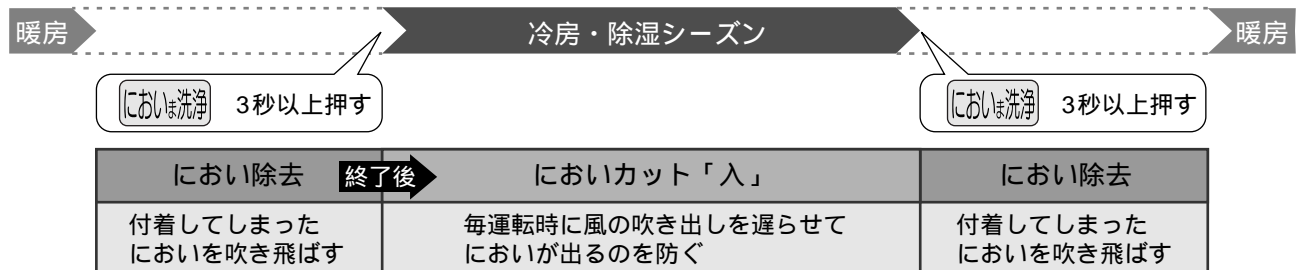 暖房
冷房・除湿シーズン
暖房
においま洗浄 3秒以上押す
においま洗浄 3秒以上押す
におい除去
終了後
においカット「入」
におい除去
付着してしまった
においを吹き飛ばす
毎運転時に風の吹き出しを遅らせて
においが出るのを防ぐ
付着してしまった
においを吹き飛ばす